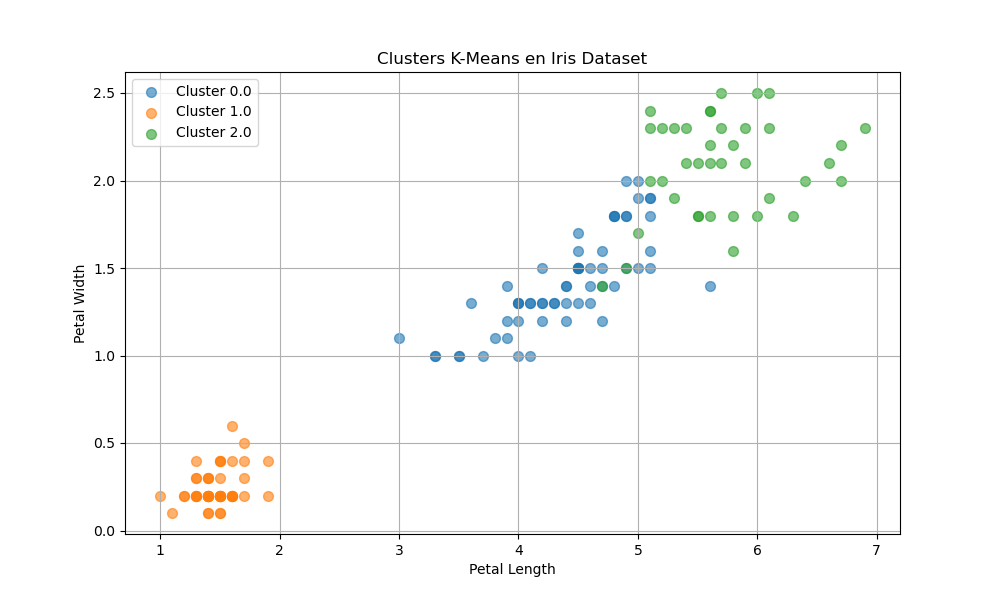 Clusters K-Means en Iris Dataset
Cluster 0.0
Cluster 1.0
Cluster 2.0
2.5
2.0
1.5
1.0
0.5
0.0
Petal Width
1
2
3
4
5
6
7
Petal Length